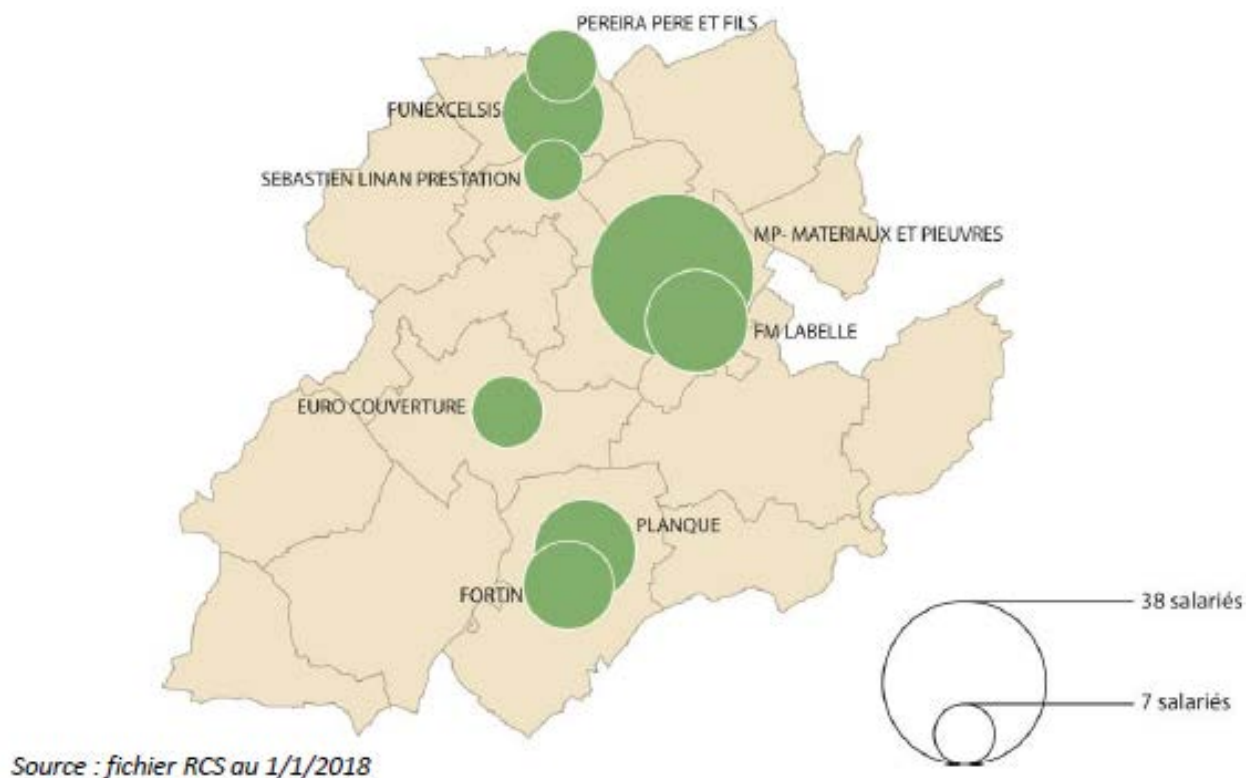 PEREIRA PERE ET FILS
FUNEXCELSIS
SEBASTIEN LINAN PRESTATION
MP- MATERIAUX ET PIEUVRES
FM LABELLE
EURO COUVERTURE
PLANQUE
FORTIN
38 salariés
7 salariés
Source : fichier RCS au 1/1/2018